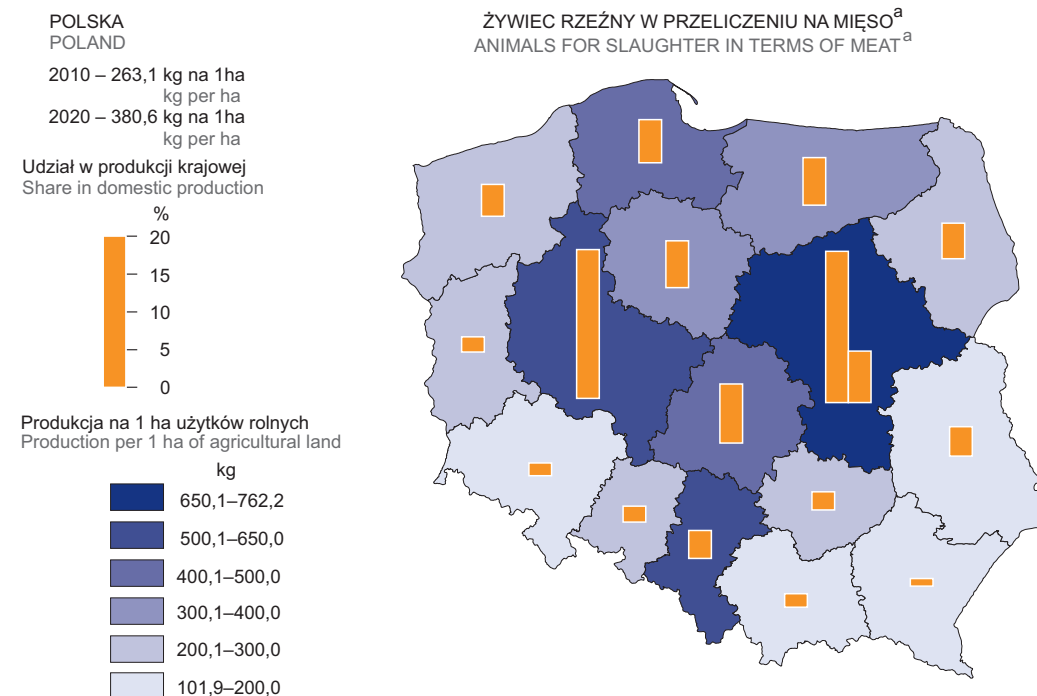 POLSKA
POLAND
2010 – 263,1 kg na 1ha
kg per ha
2020 – 380,6 kg na 1ha
kg per ha
Udział w produkcji krajowej
Share in domestic production
%
20
15
10
5
0
Produkcja na 1 ha użytków rolnych
Production per 1 ha of agricultural land
kg
650,1–762,2
500,1–650,0
400,1–500,0
300,1–400,0
200,1–300,0
101,9–200,0
ŻYWIEC RZEŹNY W PRZELICZENIU NA MIĘSOa
ANIMALS FOR SLAUGHTER IN TERMS OF MEATa